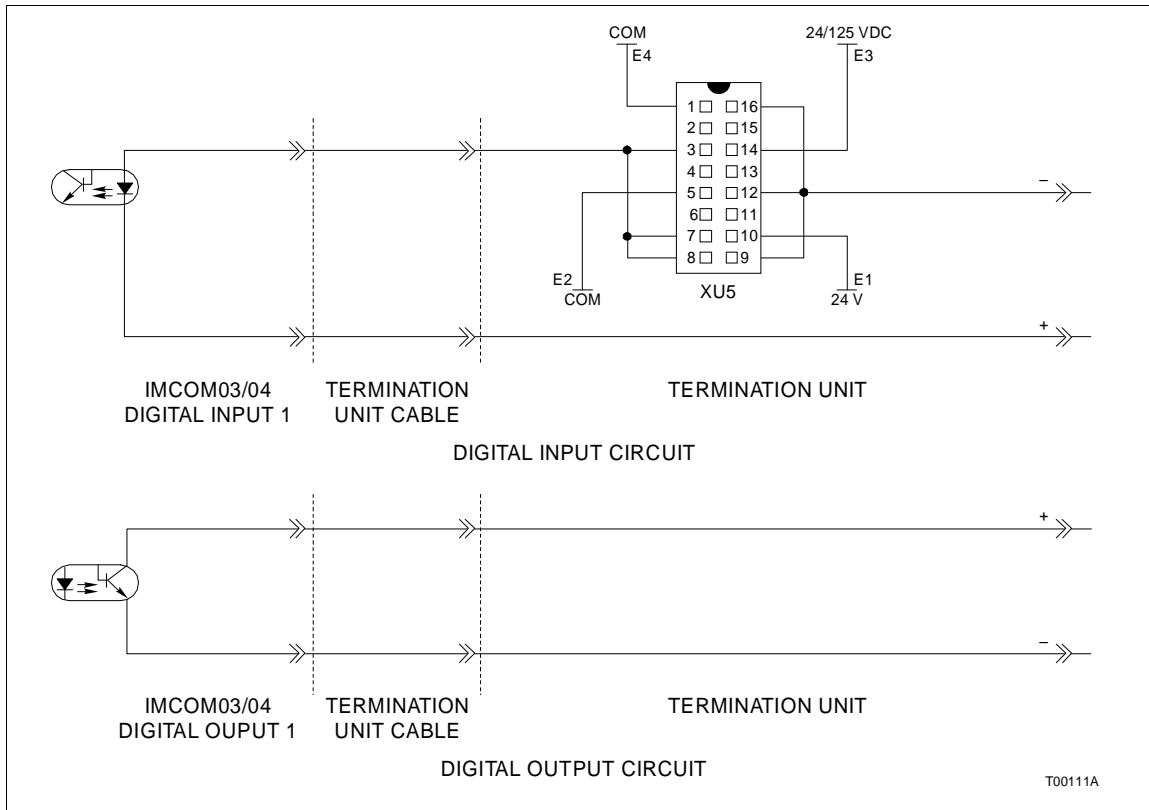 COM
24/125 VDC
E4
E3
1 16
2 15
3 14
4 13
5 12
6 11
7 10
8 9
–
E2
COM
XU5
E1
24 V
+
IMCOM03/04
DIGITAL INPUT 1
TERMINATION
UNIT CABLE
TERMINATION UNIT
DIGITAL INPUT CIRCUIT
+
–
IMCOM03/04
DIGITAL OUPUT 1
TERMINATION
UNIT CABLE
TERMINATION UNIT
DIGITAL OUTPUT CIRCUIT
T00111A